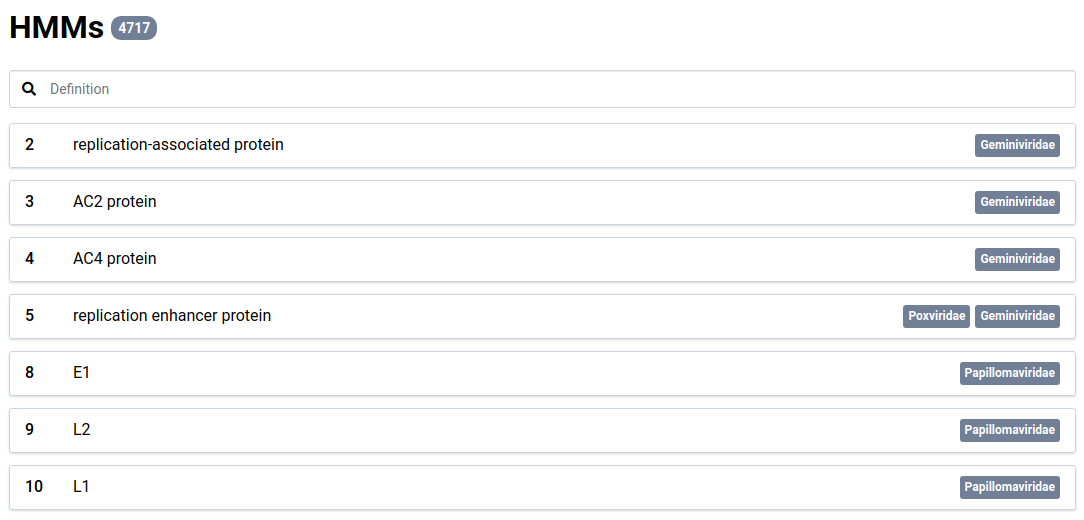 HMMs 4717
Definition
2 replication-associated protein Geminiviridae
3 AC2 protein Geminiviridae
4 AC4 protein Geminiviridae
5 replication enhancer protein Poxviridae Geminiviridae
8 E1 Papillomaviridae
9 L2 Papillomaviridae
10 L1 Papillomaviridae